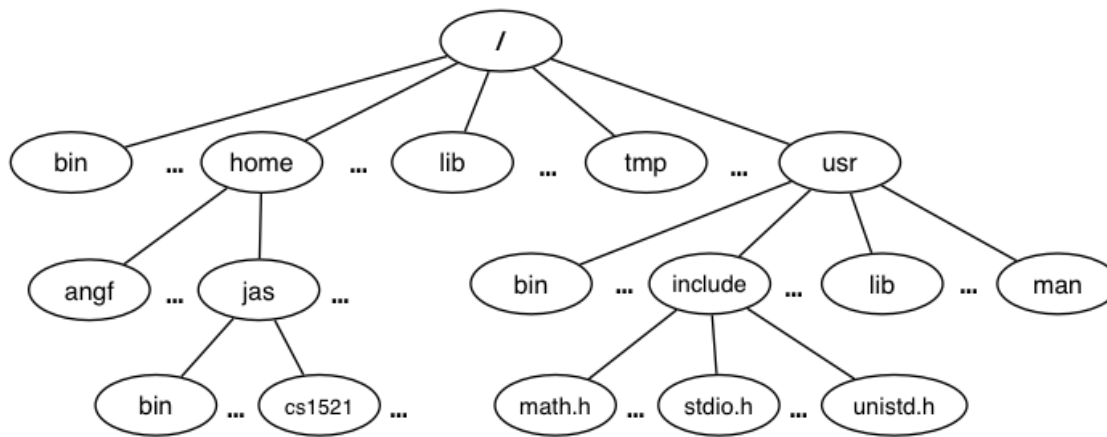 /
bin ... home ... lib ... tmp ... usr
angf ... jas ... bin ... include ... lib ... man
bin ... cs1521 ... math.h ... stdio.h ... unistd.h